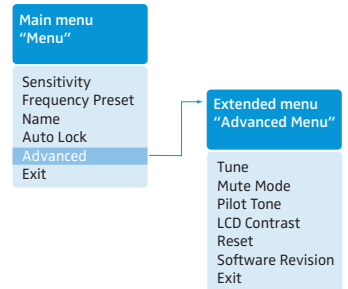 Main menu
“Menu”
Sensitivity
Frequency Preset
Name
Auto Lock
Advanced
Exit
Extended menu
“Advanced Menu”
Tune
Mute Mode
Pilot Tone
LCD Contrast
Reset
Software Revision
Exit